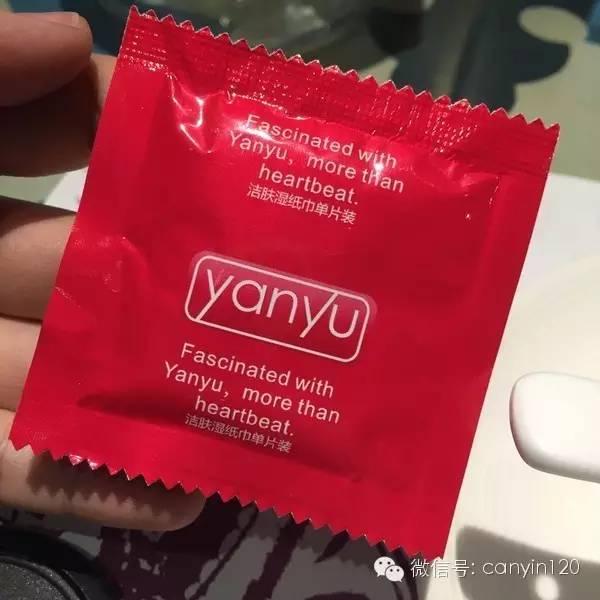 Fascinated with
Yanyu，more than
heartbeat.
洁肤湿纸巾单片装
yanyu
Fascinated with
Yanyu，more than
heartbeat.
洁肤湿纸巾单片装
微信号: canyin120